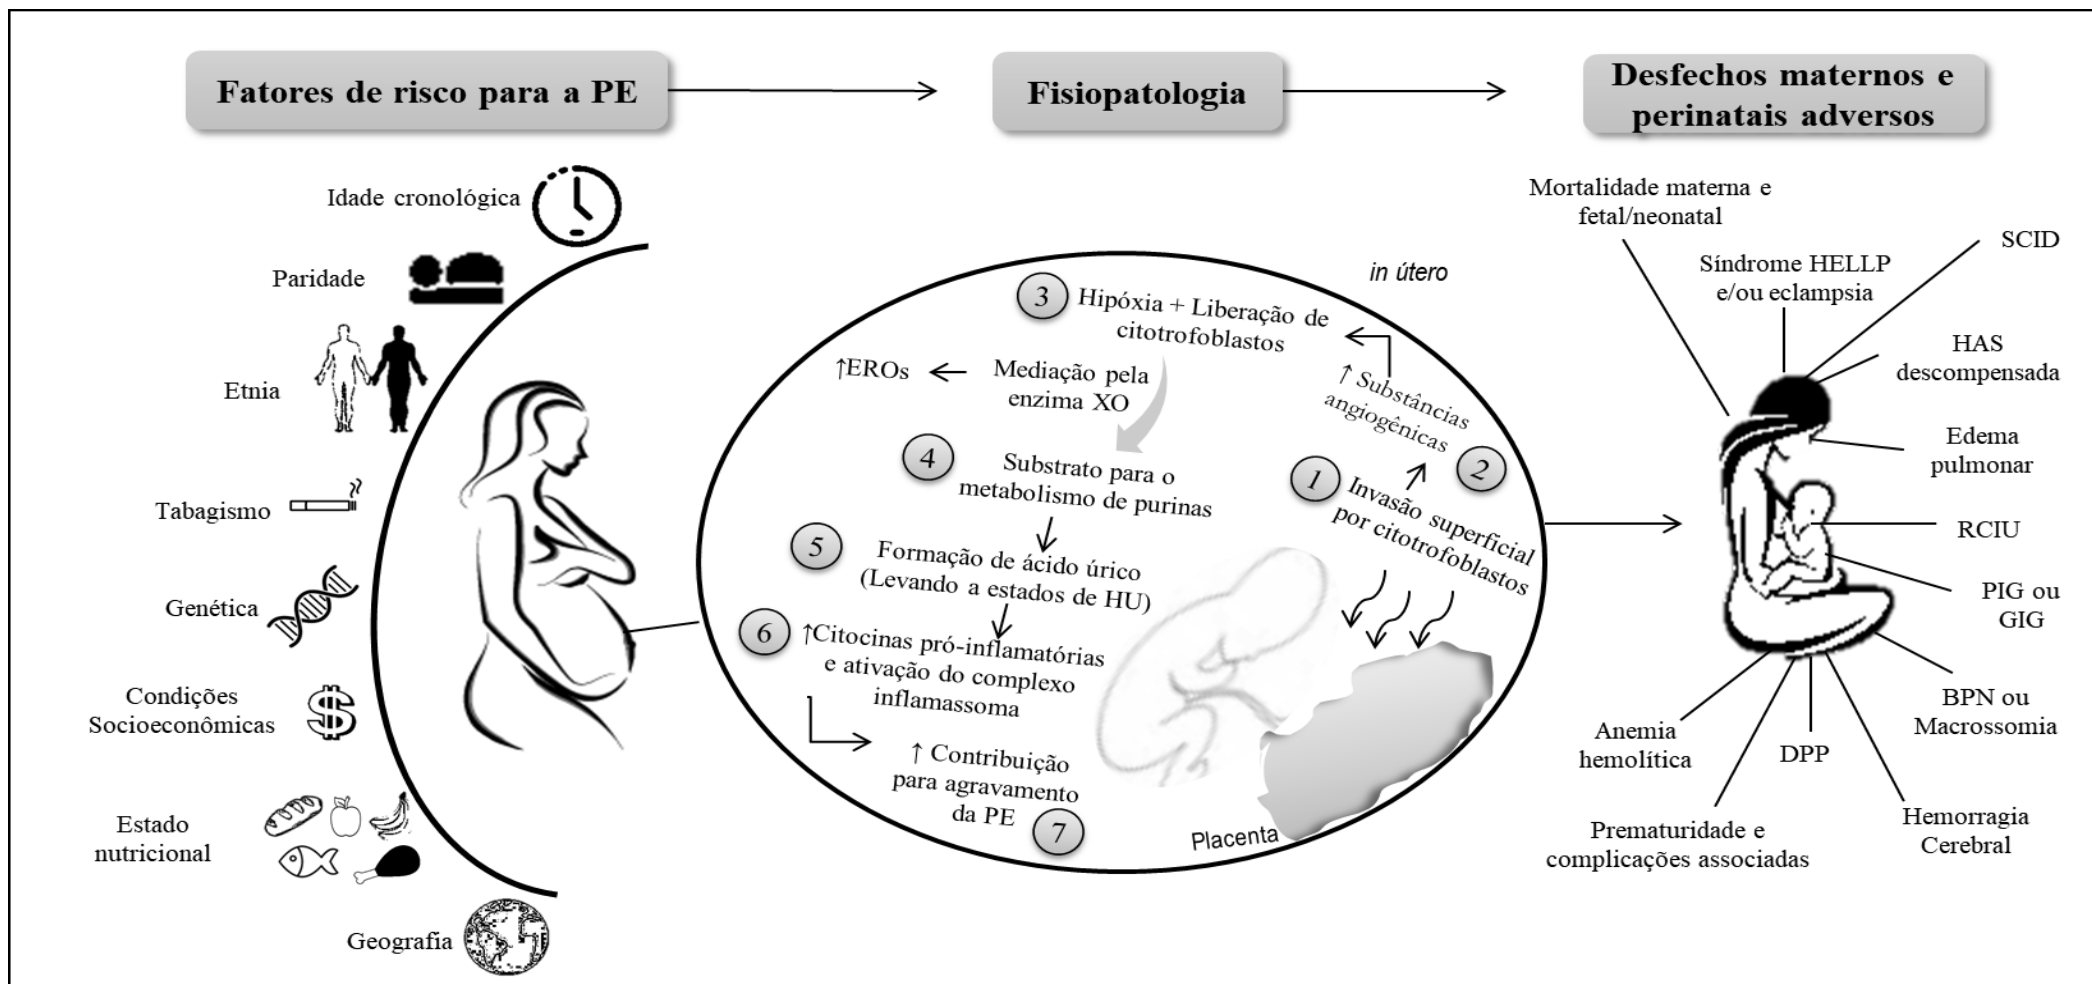 Fatores de risco para a PE
Fisiopatologia
Desfechos maternos e
perinatais adversos
Idade cronológica
Paridade
Etnia
Tabagismo
Genética
Condições
Socioeconômicas
$
Estado
nutricional
Geografia
in útero
1
Invasão superficial
por citotrofoblastos
2
↑ Substâncias
angiogênicas
3
Hipóxia + Liberação de
citotrofoblastos
Mediação pela
enzima XO
↑EROs
4
Substrato para o
metabolismo de purinas
5
Formação de ácido úrico
(Levando a estados de HU)
6
↑Citocinas pró-inflamatórias
e ativação do complexo
inflamassoma
↑ Contribuição
para agravamento
da PE
7
Placenta
Mortalidade materna e
fetal/neonatal
Síndrome HELLP
e/ou eclampsia
SCID
HAS
descompensada
Edema
pulmonar
RCIU
PIG ou
GIG
BPN ou
Macrossomia
Hemorragia
Cerebral
DPP
Prematuridade e
complicações associadas
Anemia
hemolítica